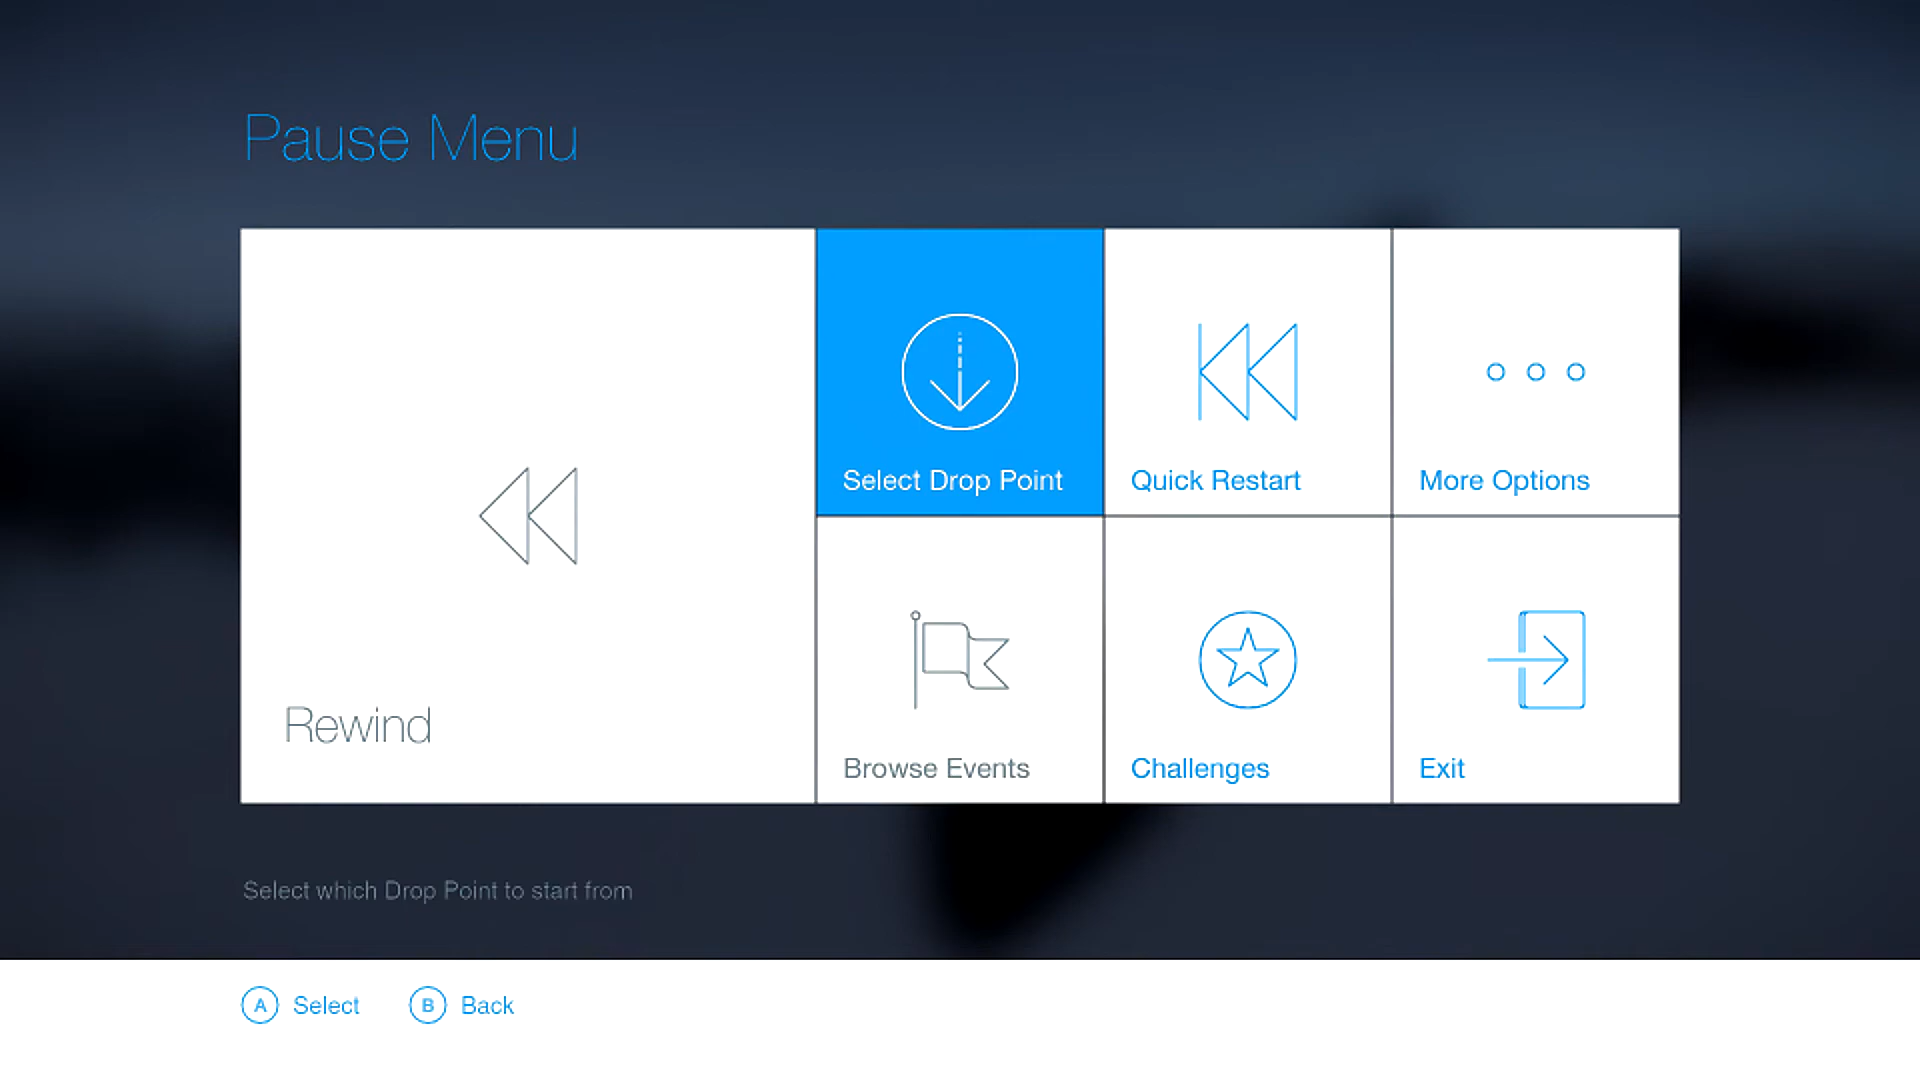 Pause Menu
Select Drop Point
Quick Restart
More Options
Rewind
Browse Events
Challenges
Exit
Select which Drop Point to start from
A Select
B Back